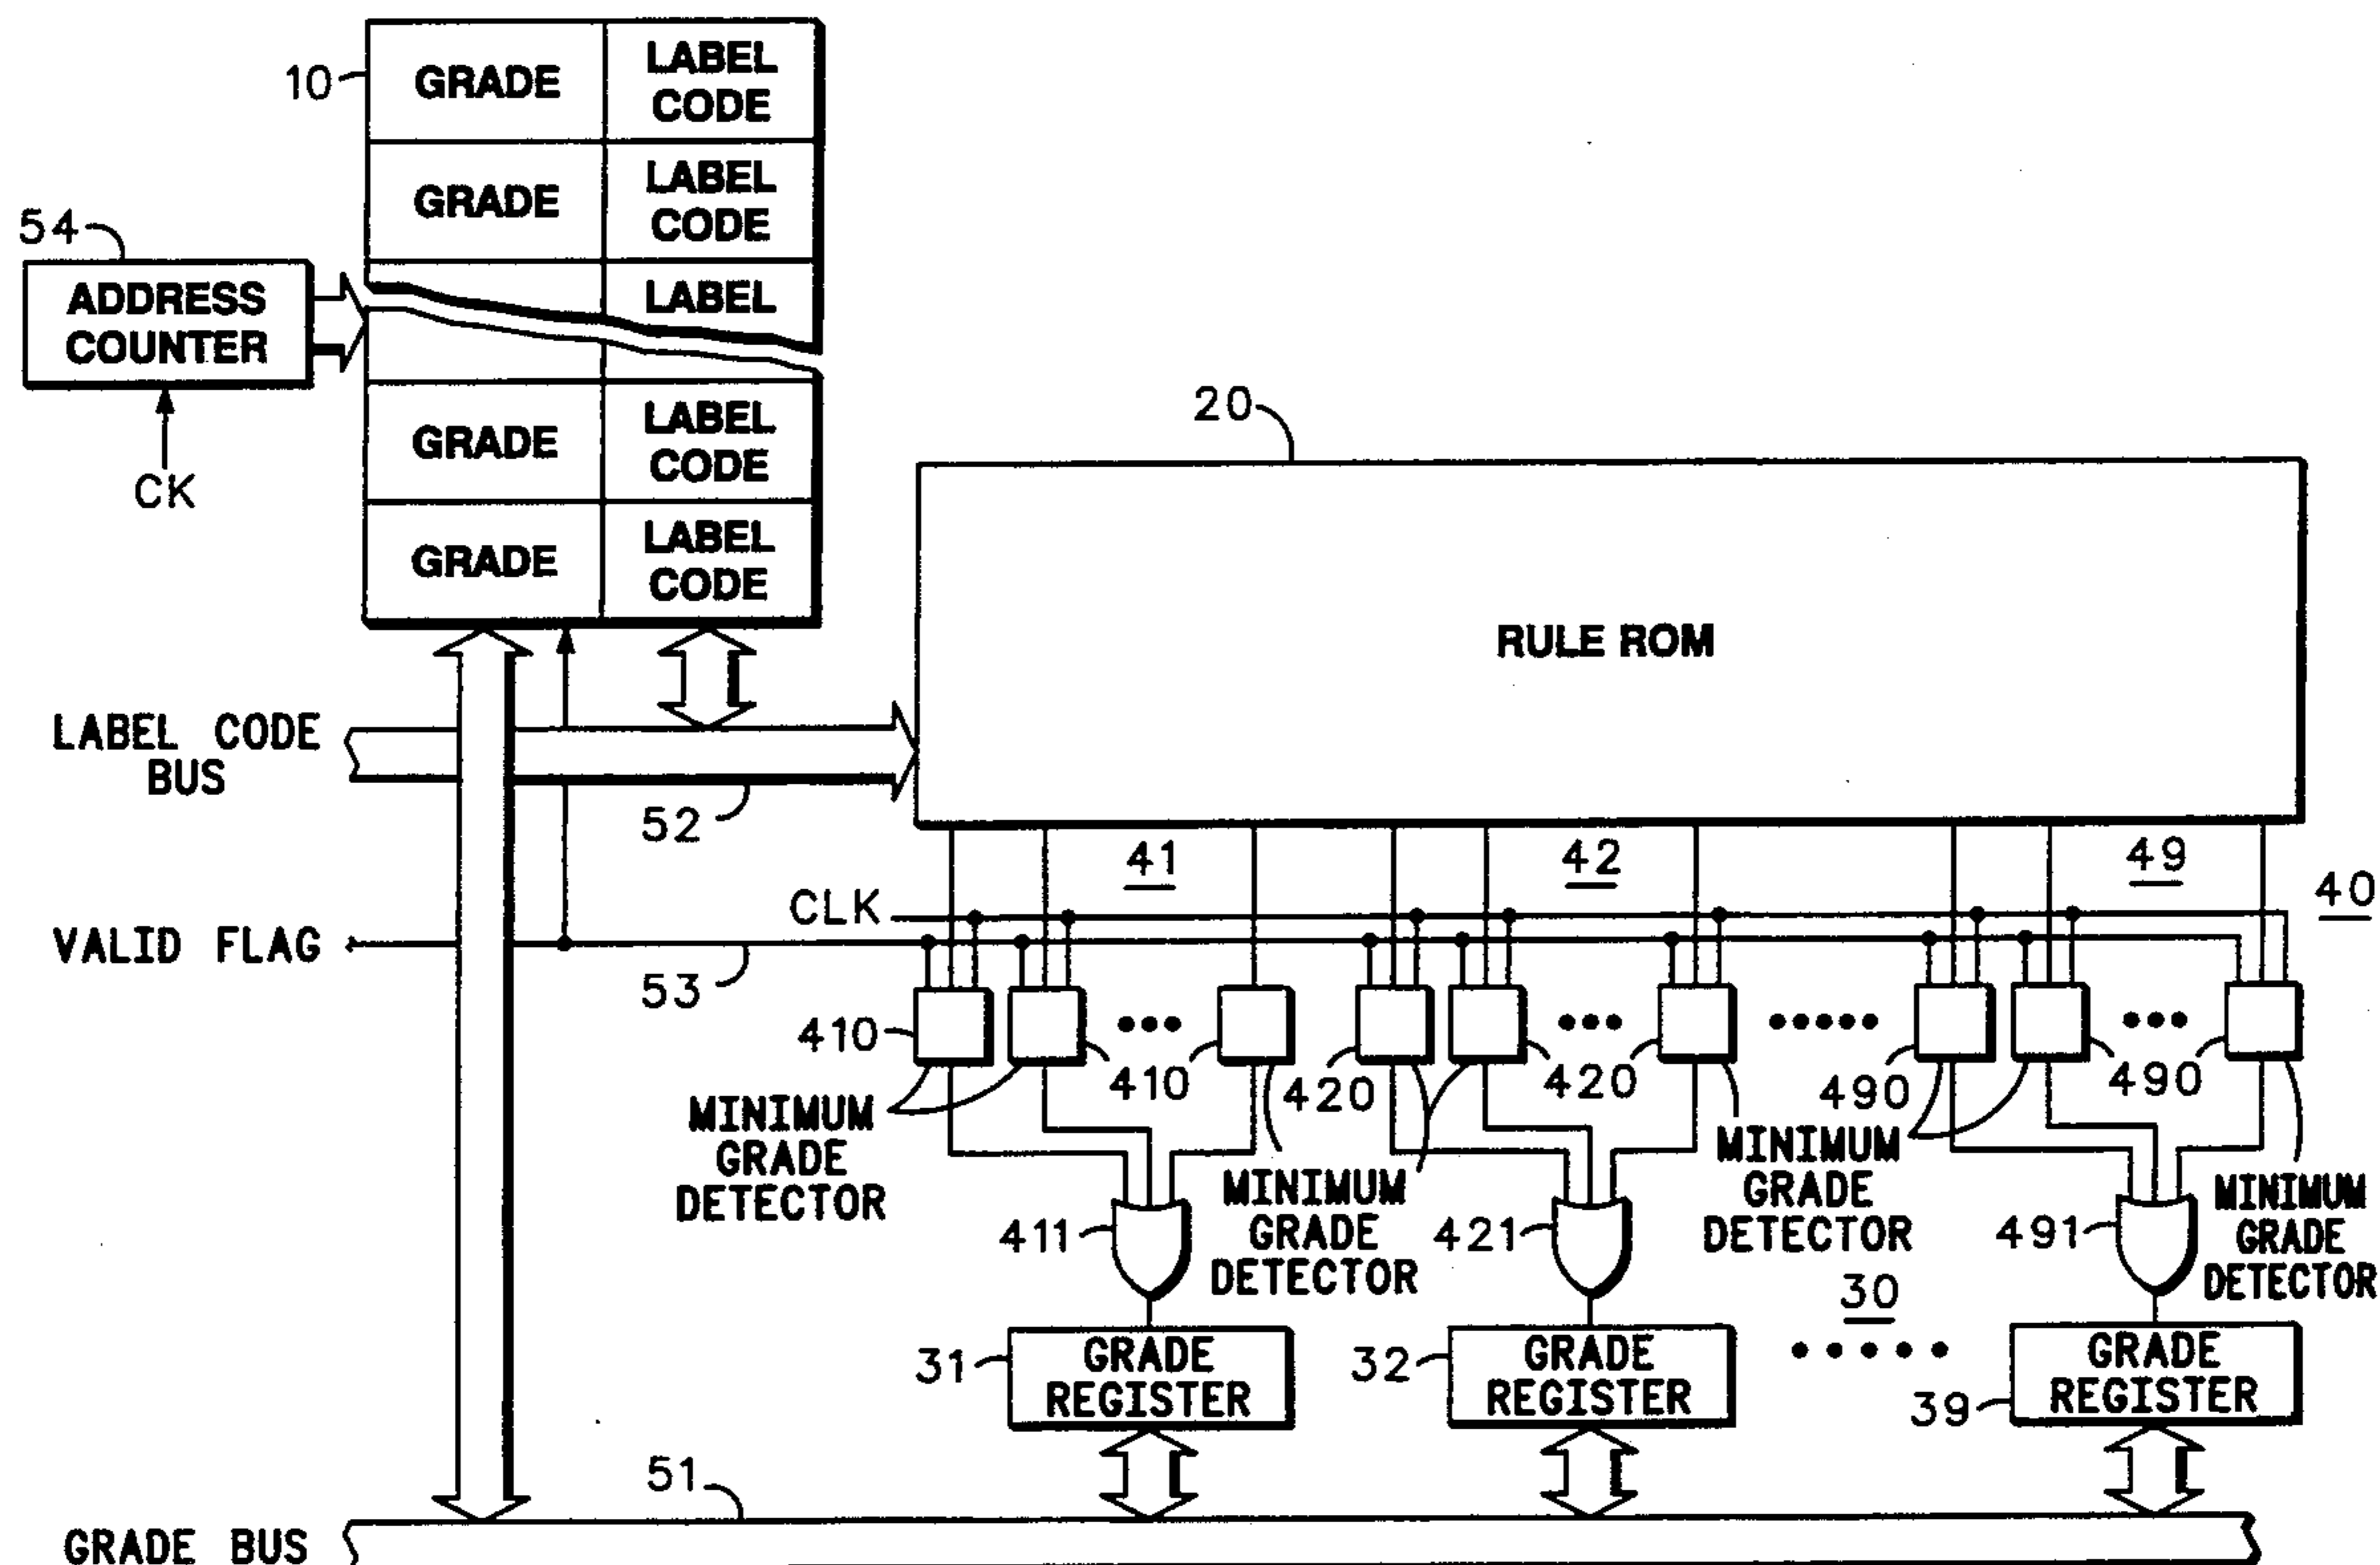 10
GRADE
LABEL
CODE
GRADE
LABEL
CODE
54
ADDRESS
COUNTER
LABEL
CK
GRADE
LABEL
CODE
GRADE
LABEL
CODE
20
RULE ROM
LABEL CODE
BUS
52
41
42
49
40
CLK
VALID FLAG
53
410
410
420
420
490
490
MINIMUM
GRADE
DETECTOR
MINIMUM
GRADE
DETECTOR
MINIMUM
GRADE
DETECTOR
MINIMUM
GRADE
DETECTOR
411
421
491
30
31
GRADE
REGISTER
32
GRADE
REGISTER
39
GRADE
REGISTER
51
GRADE BUS